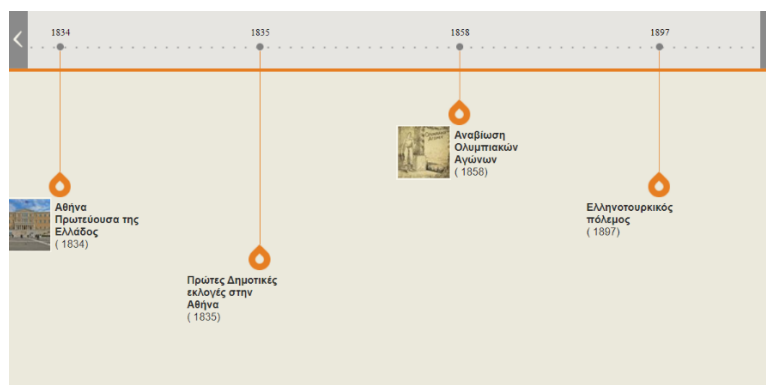 1834
1835
1858
1897
Αθήνα
Πρωτεύουσα της
Ελλάδος
( 1834)
Πρώτες Δημοτικές
εκλογές στην
Αθήνα
( 1835)
Αναβίωση
Ολυμπιακών
Αγώνων
( 1858)
Ελληνοτουρκικός
πόλεμος
( 1897)